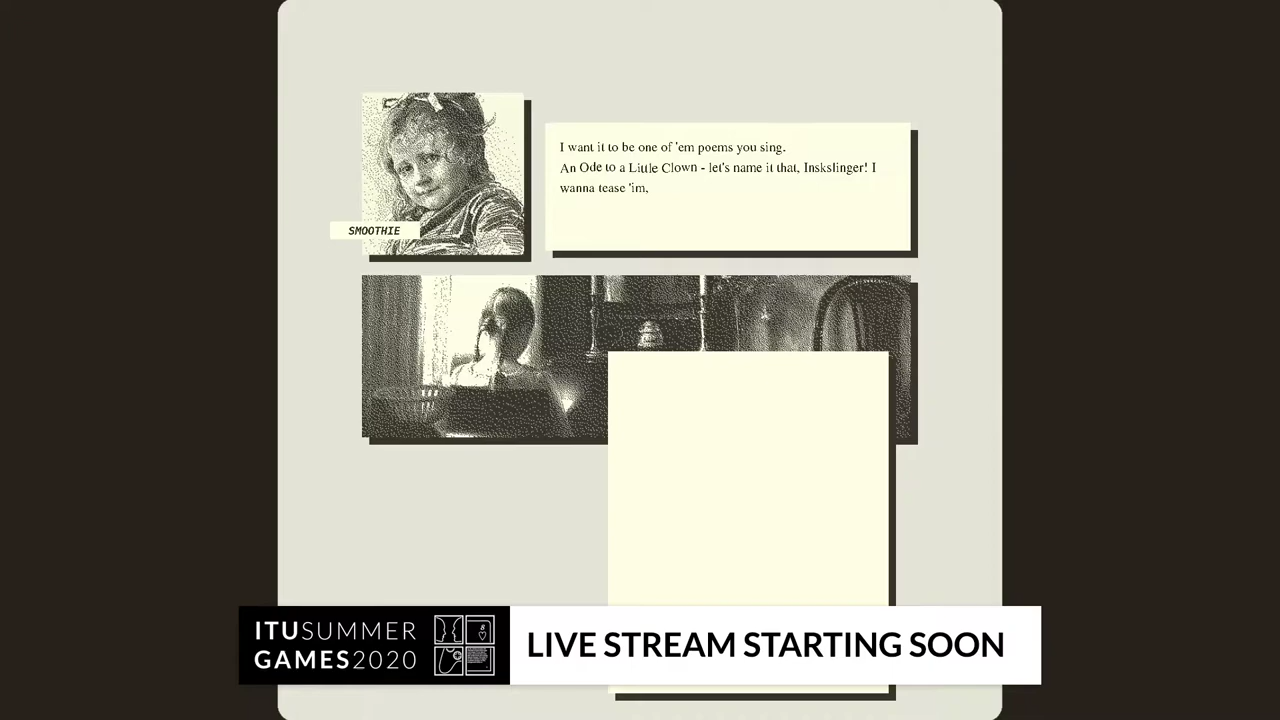 I want it to be one of 'em poems you sing.
An Ode to a Little Clown - let's name it that, Inskslinger! I
wanna tease 'im,
SMOOTHIE
ITUSUMMER
GAMES2020
LIVE STREAM STARTING SOON